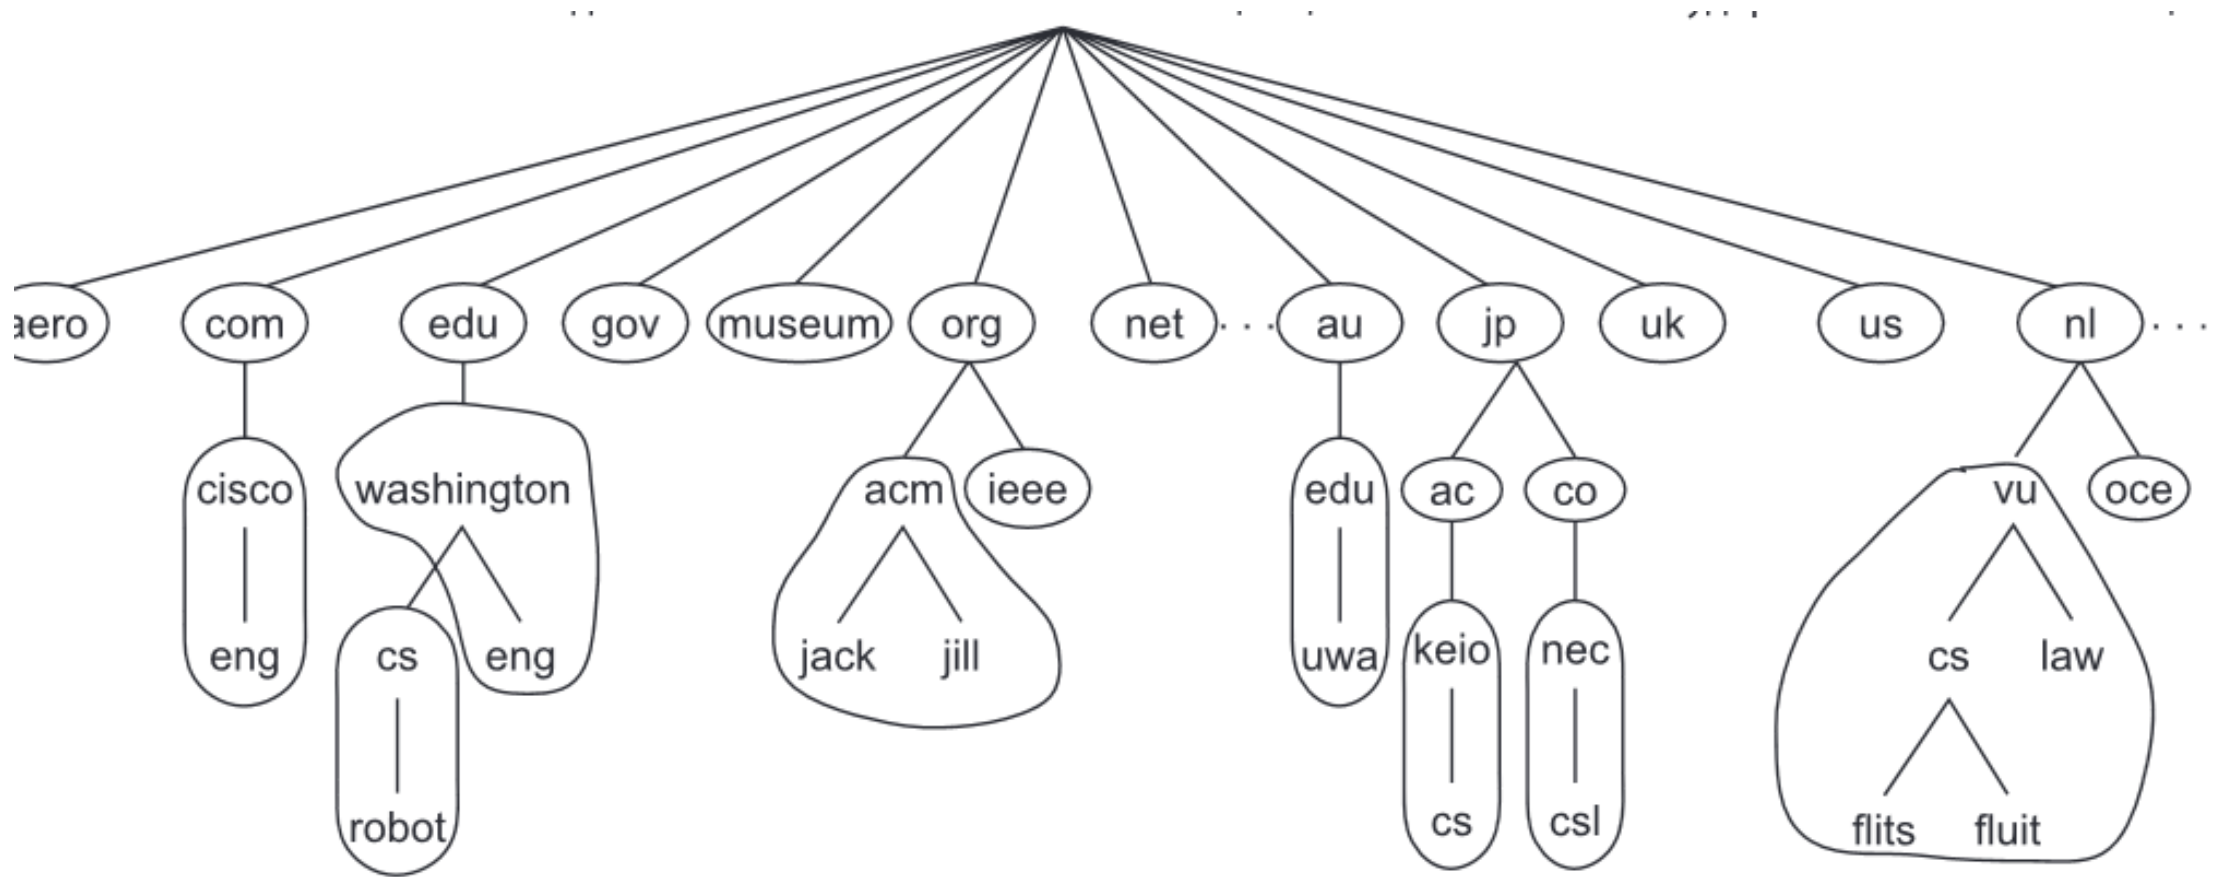 aero com edu gov museum org net . . . au jp uk us nl . . .
cisco washington acm ieee edu ac co vu oce
eng cs eng jack jill uwa keio nec cs law
robot cs csl flits fluit